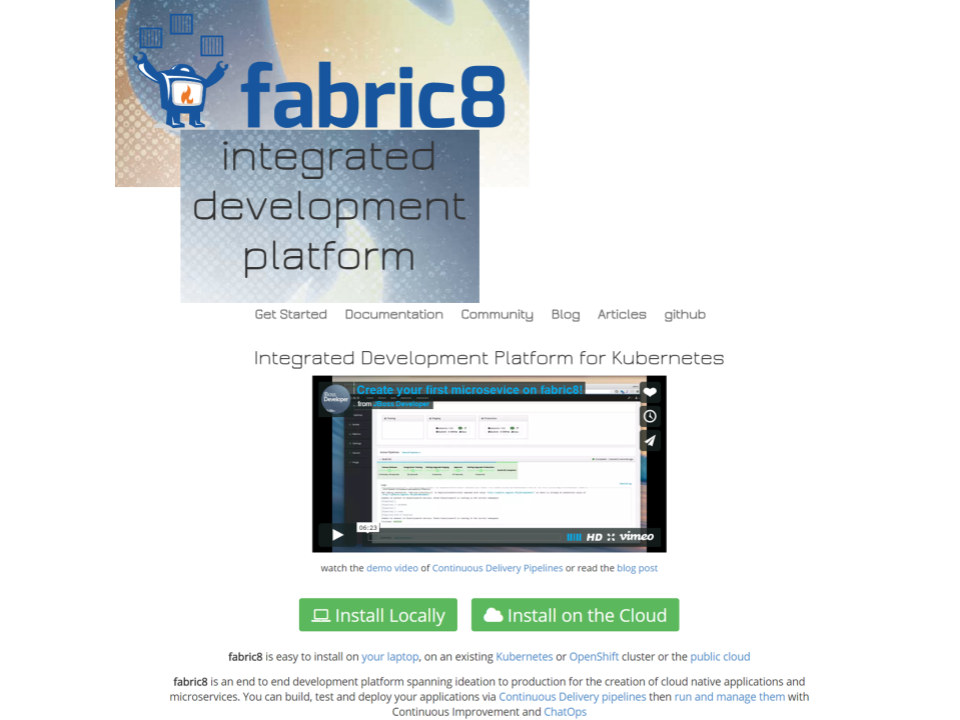 fabric8
integrated
development
platform
Get Started Documentation Community Blog Articles github
Integrated Development Platform for Kubernetes
JBoss Developer
Create your first microsevice on fabric8!
from JBoss Developer
06:23
HD vimeo
watch the demo video of Continuous Delivery Pipelines or read the blog post
Install Locally Install on the Cloud
fabric8 is easy to install on your laptop, on an existing Kubernetes or OpenShift cluster or the public cloud
fabric8 is an end to end development platform spanning ideation to production for the creation of cloud native applications and
microservices. You can build, test and deploy your applications via Continuous Delivery pipelines then run and manage them with
Continuous Improvement and ChatOps